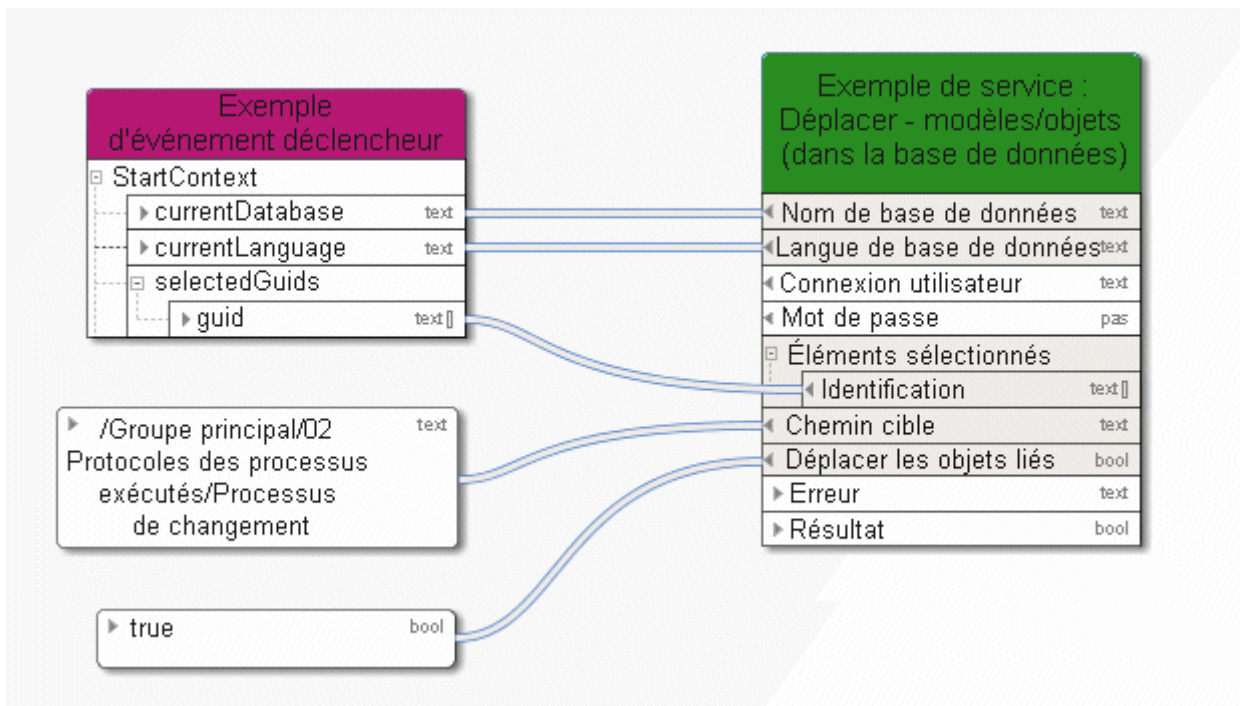 Exemple
d'événement déclencheur
StartContext
currentDatabase text
currentLanguage text
selectedGuids
guid text[]
/Groupe principal/02 text
Protocoles des processus
exécutés/Processus
de changement
true bool
Exemple de service :
Déplacer - modèles/objets
(dans la base de données)
Nom de base de données text
Langue de base de données text
Connexion utilisateur text
Mot de passe pas
Éléments sélectionnés
Identification text[]
Chemin cible text
Déplacer les objets liés bool
Erreur text
Résultat bool